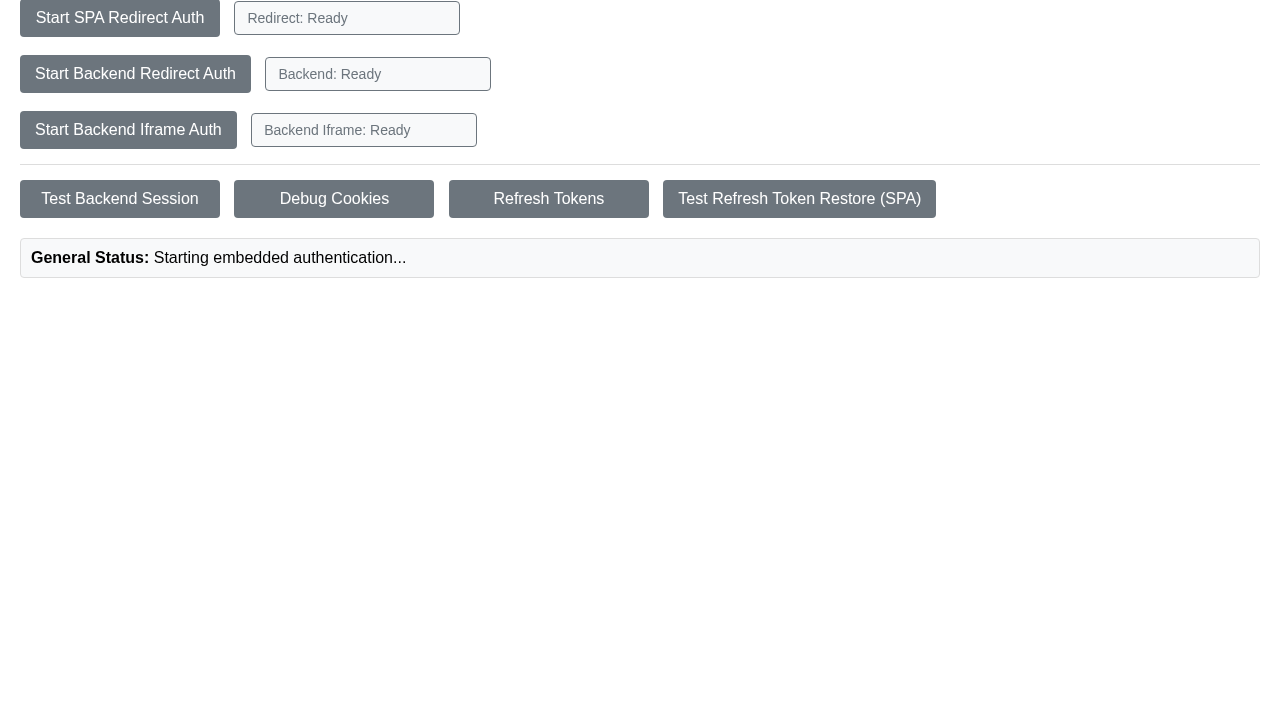 Start SPA Redirect Auth
Redirect: Ready
Start Backend Redirect Auth
Backend: Ready
Start Backend Iframe Auth
Backend Iframe: Ready
Test Backend Session
Debug Cookies
Refresh Tokens
Test Refresh Token Restore (SPA)
General Status: Starting embedded authentication...